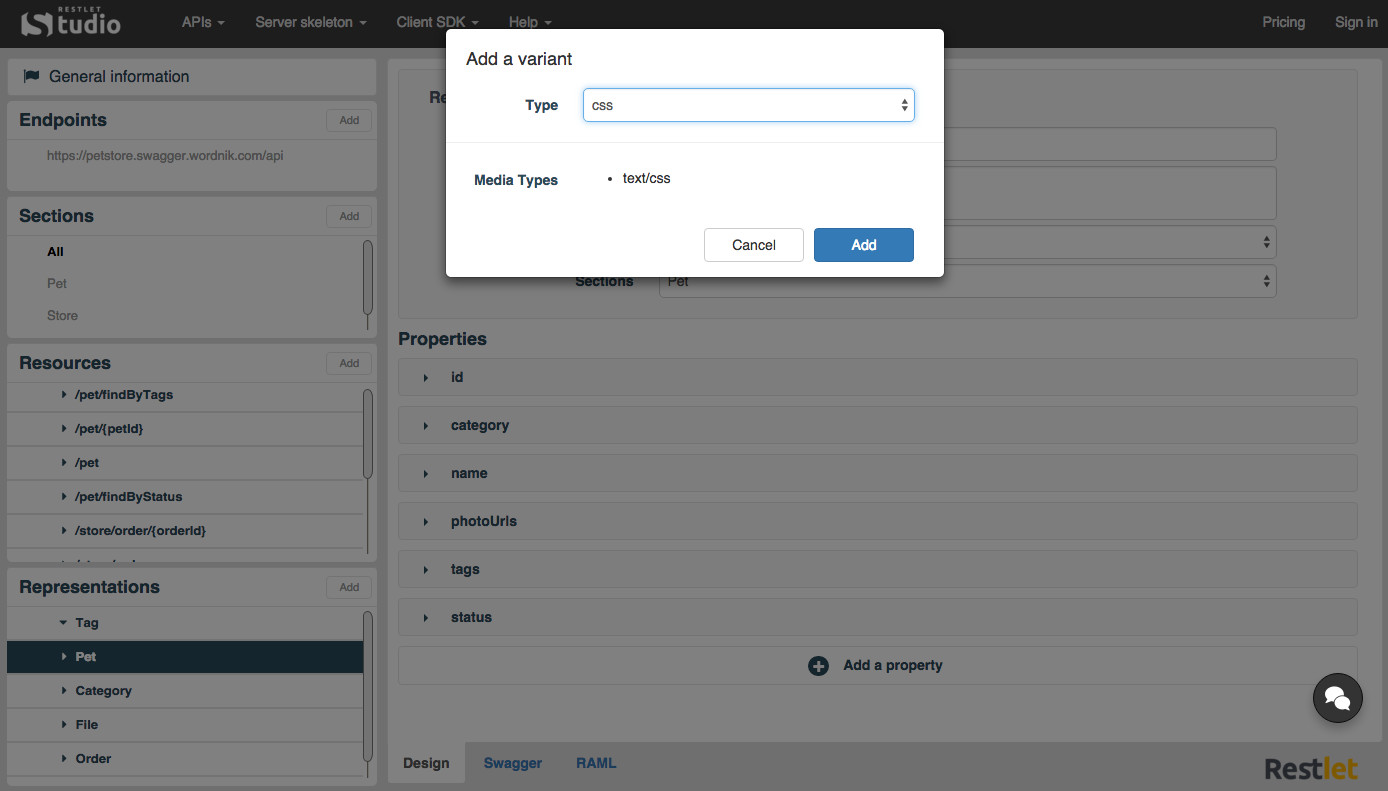 RESTLET
Studio
APIs
Server skeleton
Client SDK
Help
Pricing
Sign in
General information
Endpoints
Add
https://petstore.swagger.wordnik.com/api
Sections
Add
All
Pet
Store
Resources
Add
/pet/findByTags
/pet/{petId}
/pet
/pet/findByStatus
/store/order/{orderId}
Representations
Add
Tag
Pet
Category
File
Order
Add a variant
Type
css
Media Types
• text/css
Cancel
Add
Sections
Pet
Properties
id
category
name
photoUrls
tags
status
Add a property
Design
Swagger
RAML
Restlet